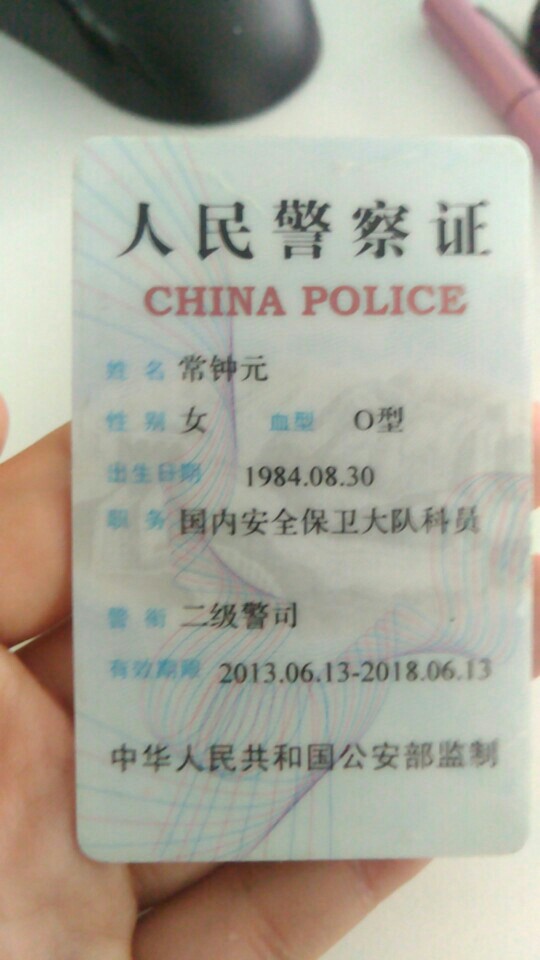 人民警察证
CHINA POLICE
姓名 常钟元
性别 女 血型 O型
出生日期 1984.08.30
职务 国内安全保卫大队科员
警衔 二级警司
有效期限 2013.06.13-2018.06.13
中华人民共和国公安部监制